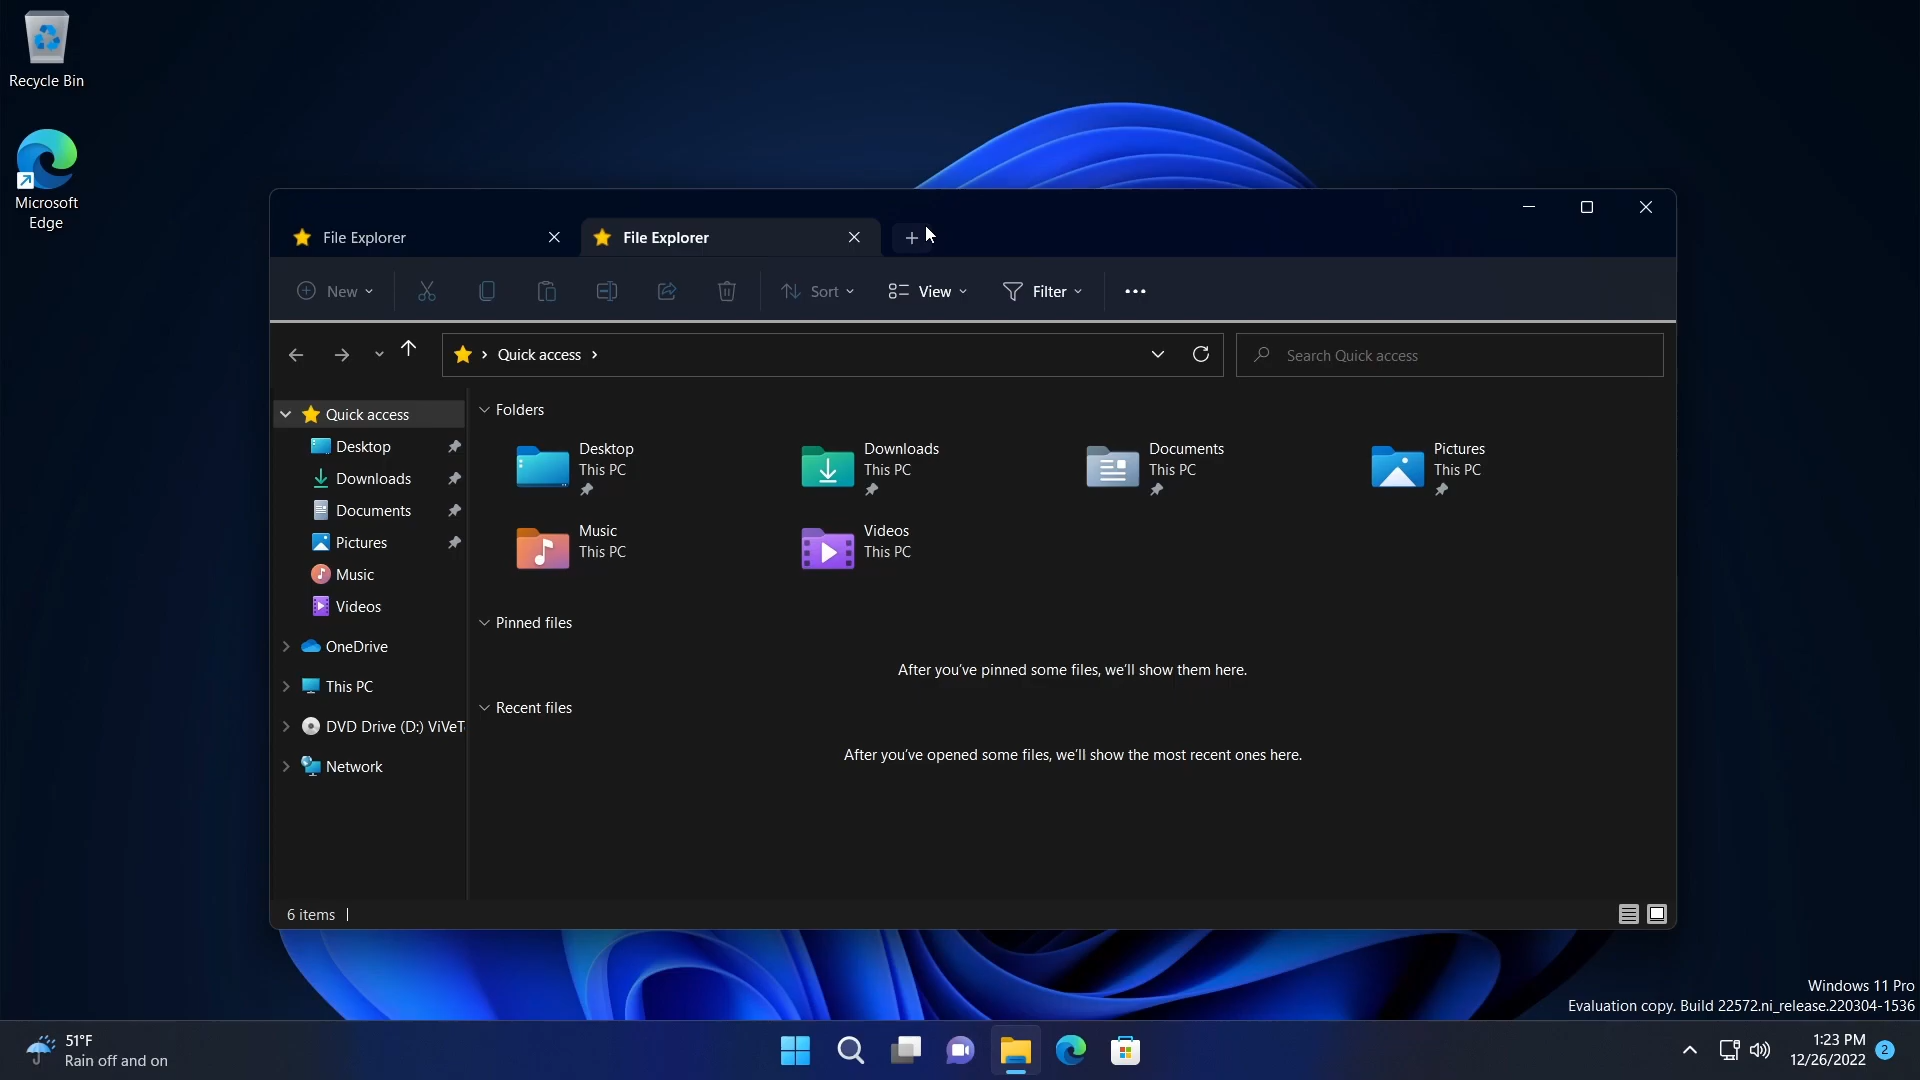 Recycle Bin
Microsoft
Edge
File Explorer
File Explorer
New
Sort
View
Filter
Quick access
Search Quick access
Quick access
Desktop
Downloads
Documents
Pictures
Music
Videos
OneDrive
This PC
DVD Drive (D:) ViVeT
Network
Folders
Desktop
This PC
Downloads
This PC
Documents
This PC
Pictures
This PC
Music
This PC
Videos
This PC
Pinned files
After you've pinned some files, we'll show them here.
Recent files
After you've opened some files, we'll show the most recent ones here.
6 items
Windows 11 Pro
Evaluation copy. Build 22572.ni_release.220304-1536
51°F
Rain off and on
1:23 PM
12/26/2022
2